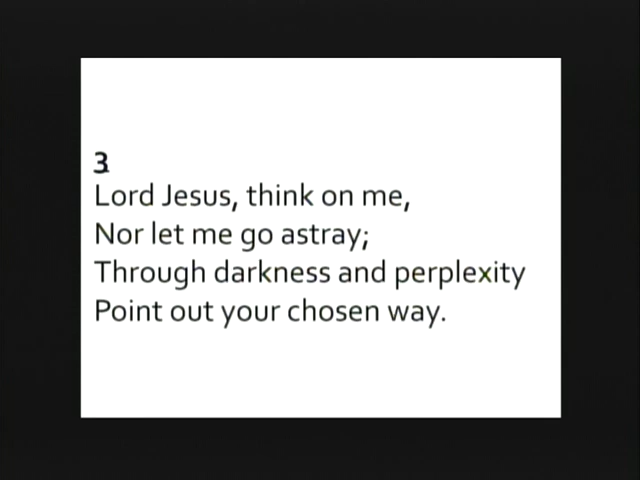 3
Lord Jesus, think on me,
Nor let me go astray;
Through darkness and perplexity
Point out your chosen way.